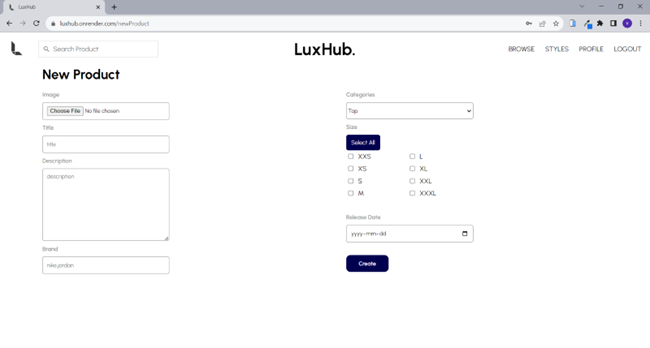 LuxHub
luxhub.onrender.com/newProduct
Search Product
LuxHub.
BROWSE STYLES PROFILE LOGOUT
New Product
Image
Choose File No file chosen
Title
title
Description
description
Brand
nike,jordan
Categories
Top
Size
Select All
XXS L
XS XL
S XXL
M XXXL
Release Date
yyyy-mm-dd
Create